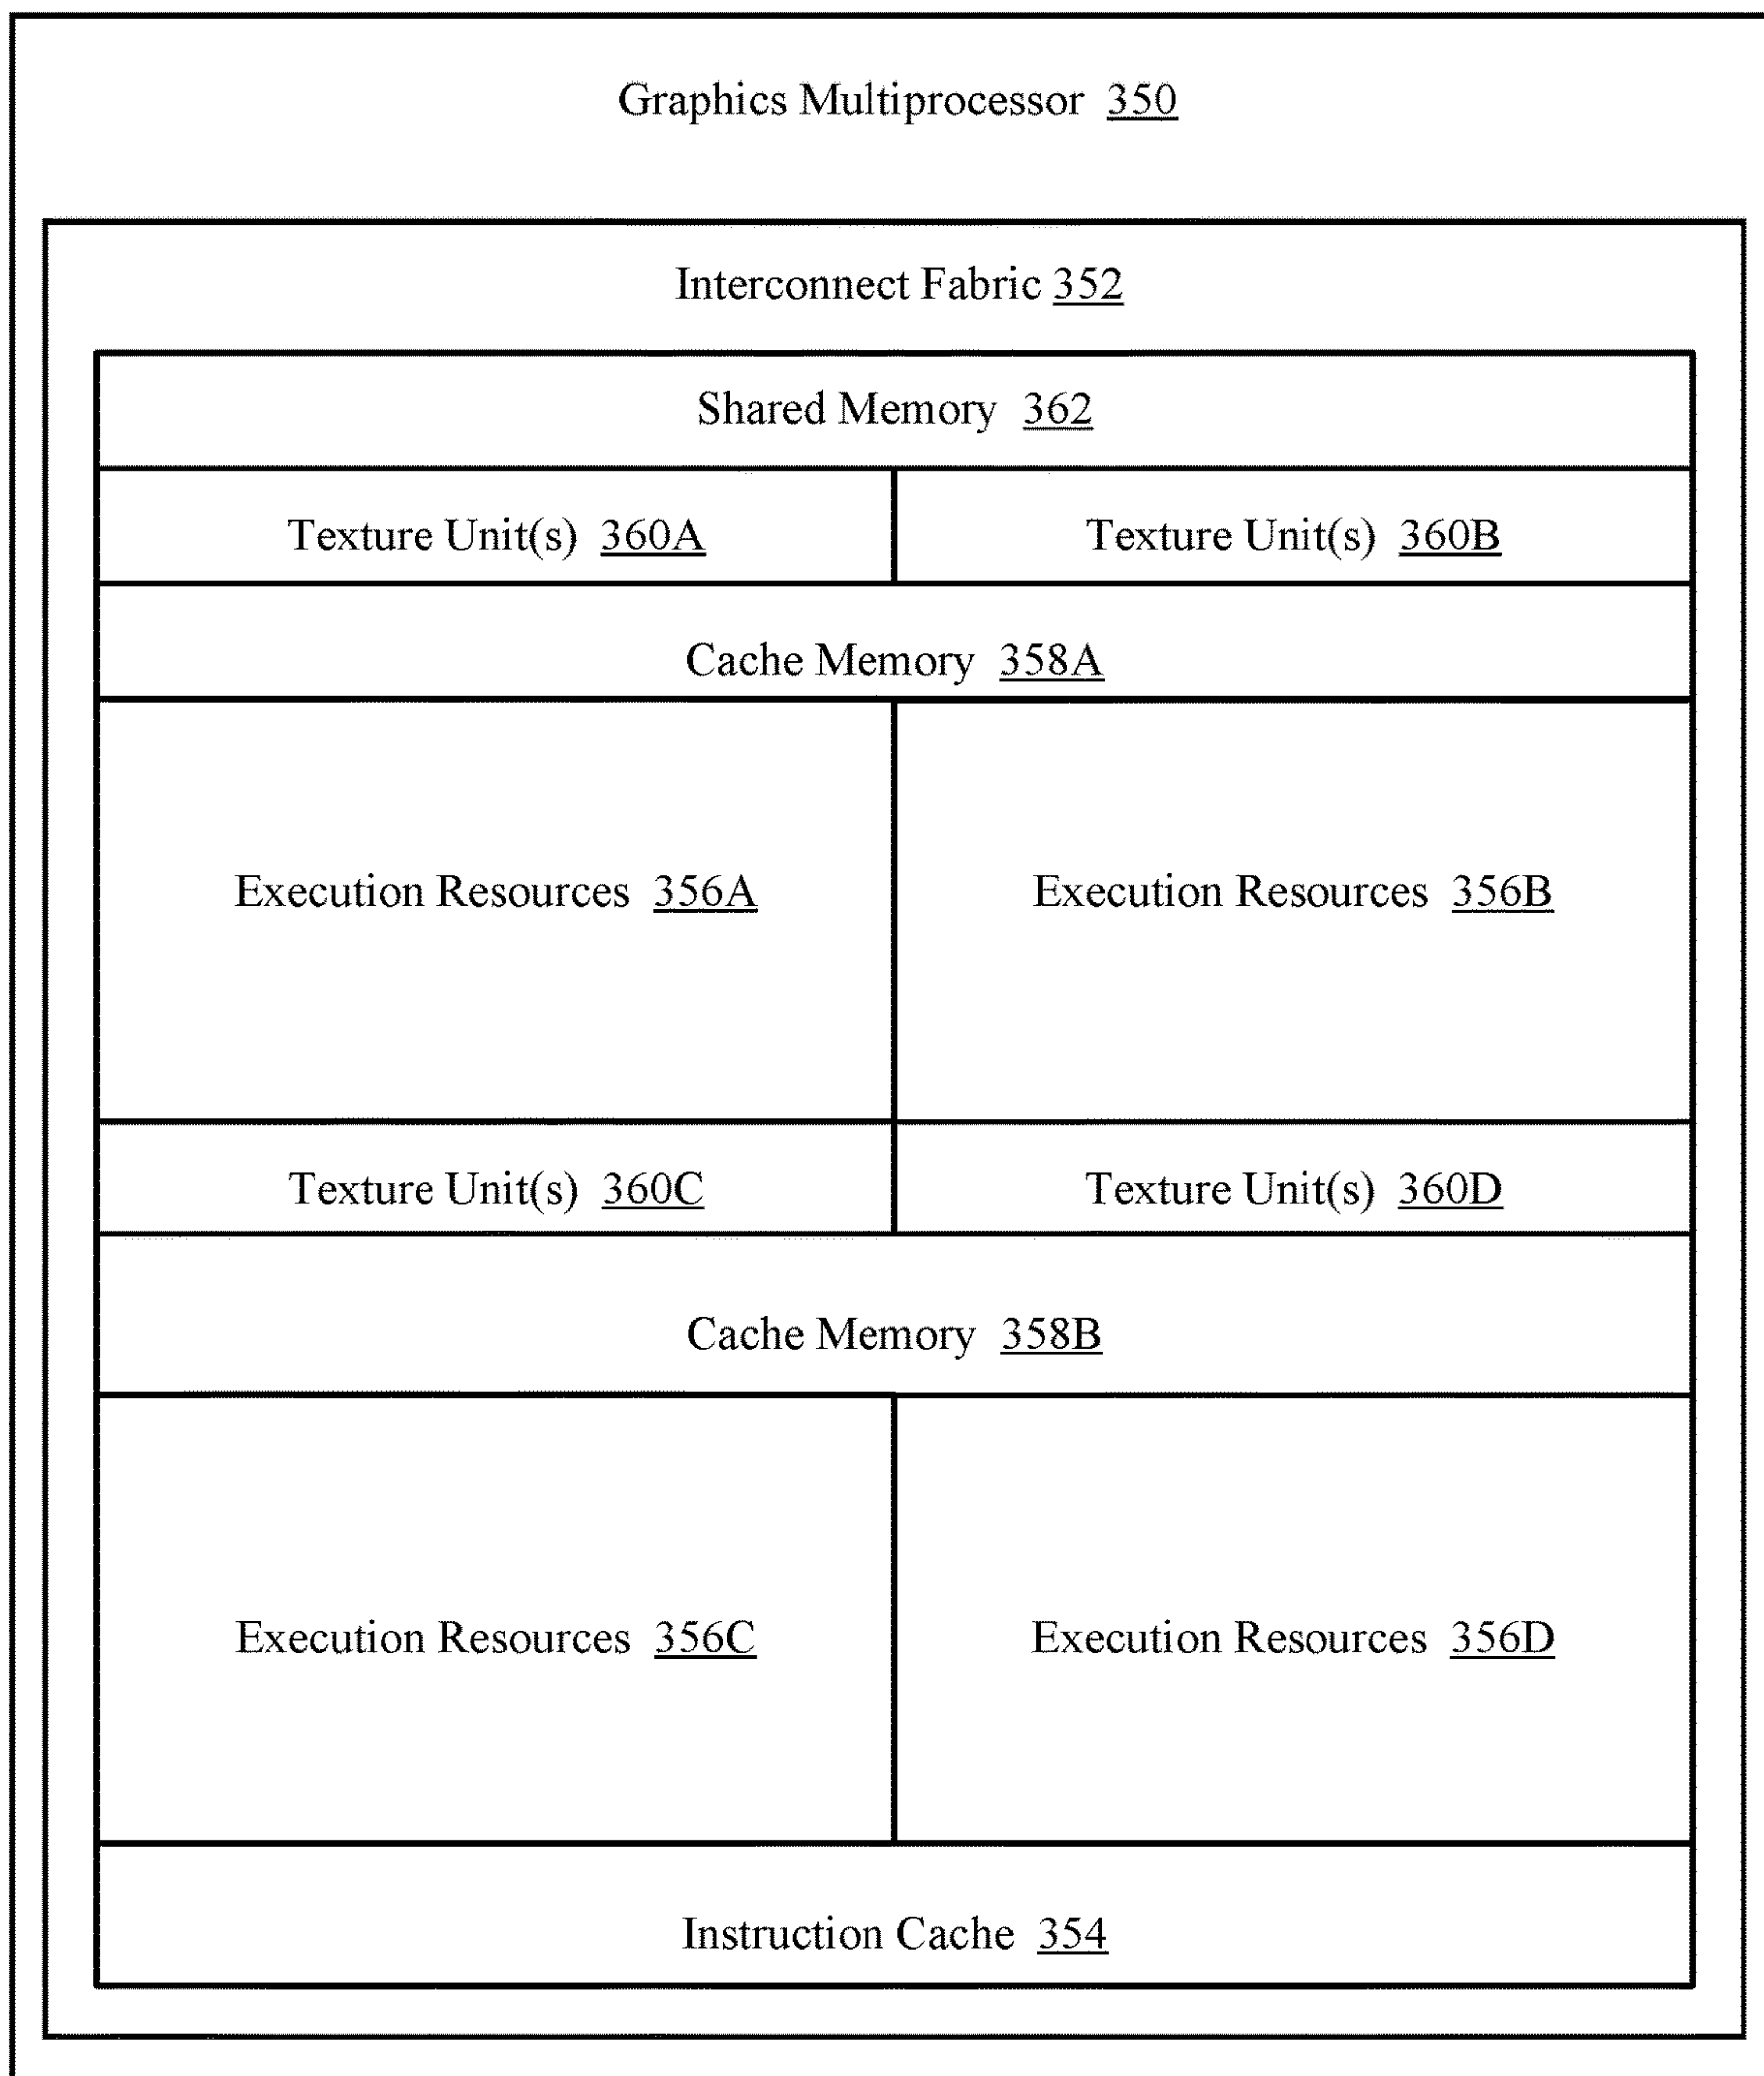 Graphics Multiprocessor 350
Interconnect Fabric 352
Shared Memory 362
Texture Unit(s) 360A
Texture Unit(s) 360B
Cache Memory 358A
Execution Resources 356A
Execution Resources 356B
Texture Unit(s) 360C
Texture Unit(s) 360D
Cache Memory 358B
Execution Resources 356C
Execution Resources 356D
Instruction Cache 354